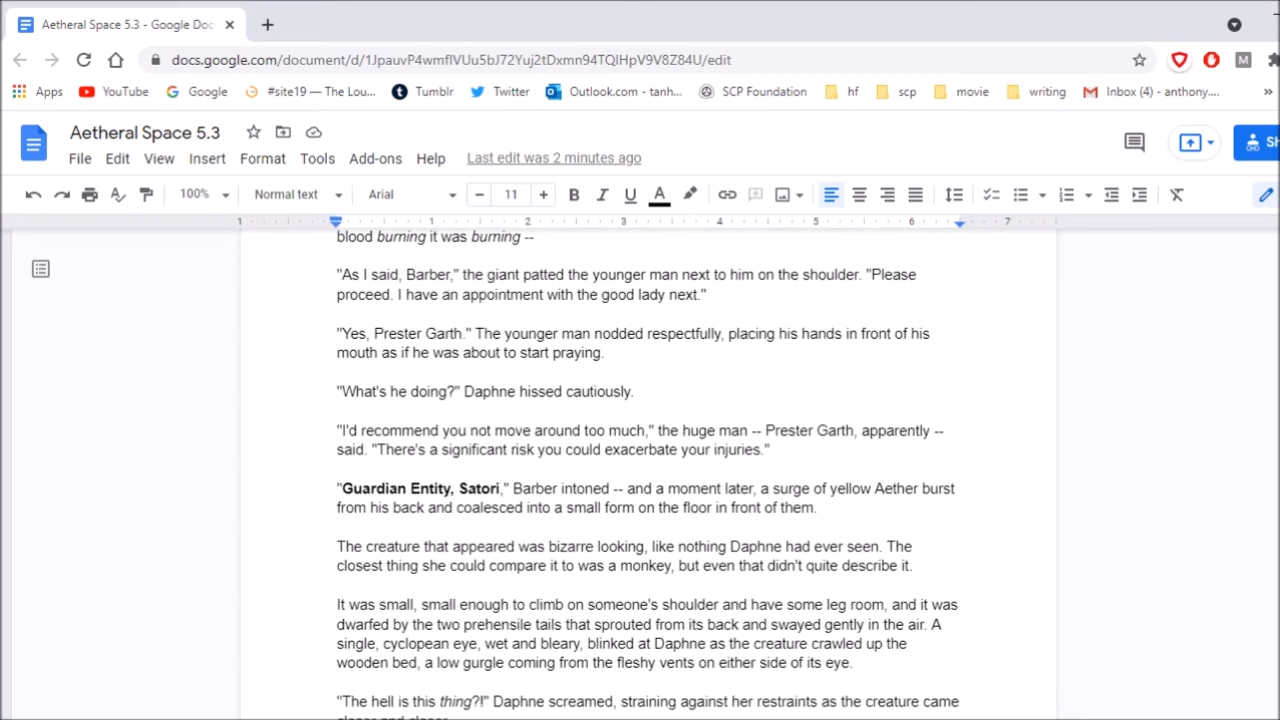 Aetheral Space 5.3 - Google Doc
docs.google.com/document/d/1JpauvP4wmflVUu5bJ72Yuj2tDxmn94TQlHpV9V8Z84U/edit
Apps YouTube Google #site19 — The Lou... Tumblr Twitter Outlook.com - tanh... SCP Foundation hf scp movie writing Inbox (4) - anthony.... »
Aetheral Space 5.3
File Edit View Insert Format Tools Add-ons Help Last edit was 2 minutes ago
100% Normal text Arial 11 B I U A
1 1 2 3 4 5 6 7
blood burning it was burning --
"As I said, Barber," the giant patted the younger man next to him on the shoulder. "Please
proceed. I have an appointment with the good lady next."
"Yes, Prester Garth." The younger man nodded respectfully, placing his hands in front of his
mouth as if he was about to start praying.
"What's he doing?" Daphne hissed cautiously.
"I'd recommend you not move around too much," the huge man -- Prester Garth, apparently --
said. "There's a significant risk you could exacerbate your injuries."
"Guardian Entity, Satori," Barber intoned -- and a moment later, a surge of yellow Aether burst
from his back and coalesced into a small form on the floor in front of them.
The creature that appeared was bizarre looking, like nothing Daphne had ever seen. The
closest thing she could compare it to was a monkey, but even that didn't quite describe it.
It was small, small enough to climb on someone's shoulder and have some leg room, and it was
dwarfed by the two prehensile tails that sprouted from its back and swayed gently in the air. A
single, cyclopean eye, wet and bleary, blinked at Daphne as the creature crawled up the
wooden bed, a low gurgle coming from the fleshy vents on either side of its eye.
"The hell is this thing?!" Daphne screamed, straining against her restraints as the creature came